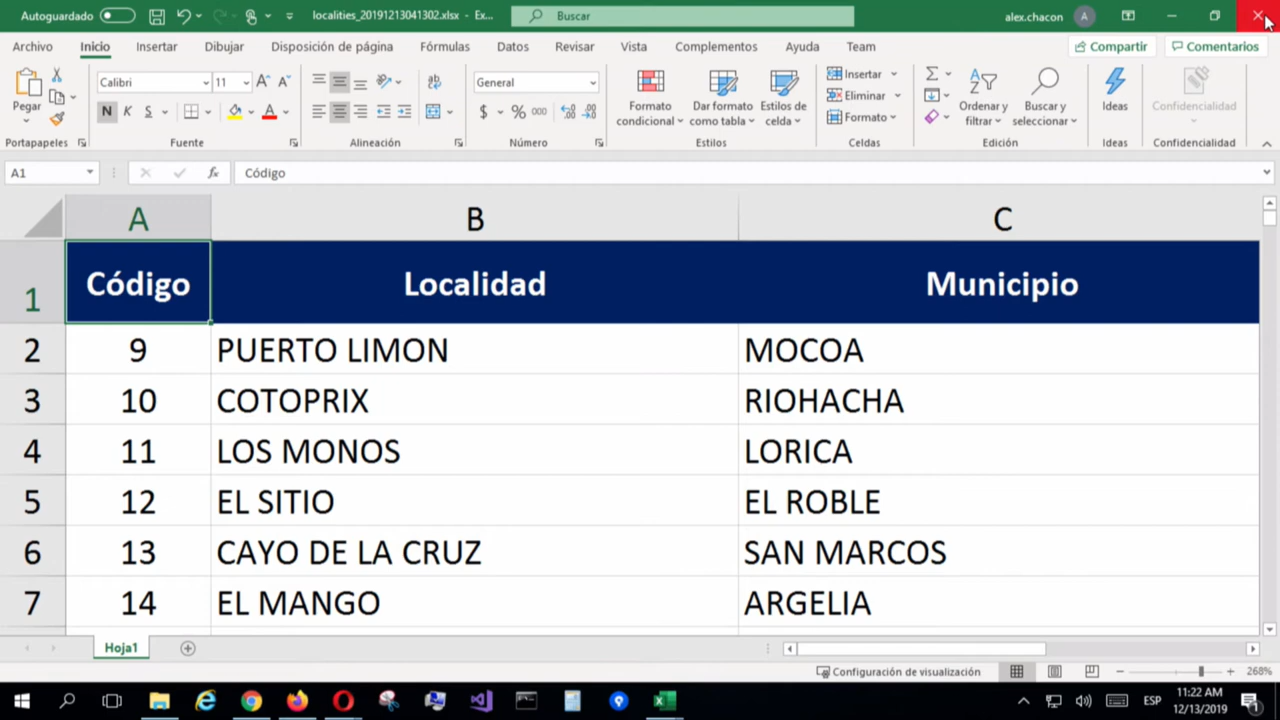 Autoguardado
localities_20191213041302.xlsx - Ex...
Buscar
alex.chacon
A
Archivo Inicio Insertar Dibujar Disposición de página Fórmulas Datos Revisar Vista Complementos Ayuda Team
Compartir
Comentarios
Pegar
Portapapeles
Calibri
11
N K S
Fuente
Alineación
General
$ % 000
Número
Formato condicional
Dar formato como tabla
Estilos de celda
Estilos
Insertar
Eliminar
Formato
Celdas
Ordenar y filtrar
Buscar y seleccionar
Edición
Ideas
Ideas
Confidencialidad
Confidencialidad
A1
fx
Código
A B C
1 Código Localidad Municipio
2 9 PUERTO LIMON MOCOA
3 10 COTOPRIX RIOHACHA
4 11 LOS MONOS LORICA
5 12 EL SITIO EL ROBLE
6 13 CAYO DE LA CRUZ SAN MARCOS
7 14 EL MANGO ARGELIA
Hoja1
Configuración de visualización
268%
ESP
11:22 AM
12/13/2019
1